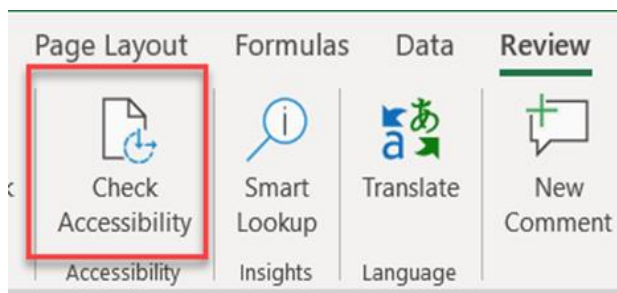 Page Layout Formulas Data Review
Check Accessibility
Smart Lookup
Translate
New Comment
Accessibility Insights Language